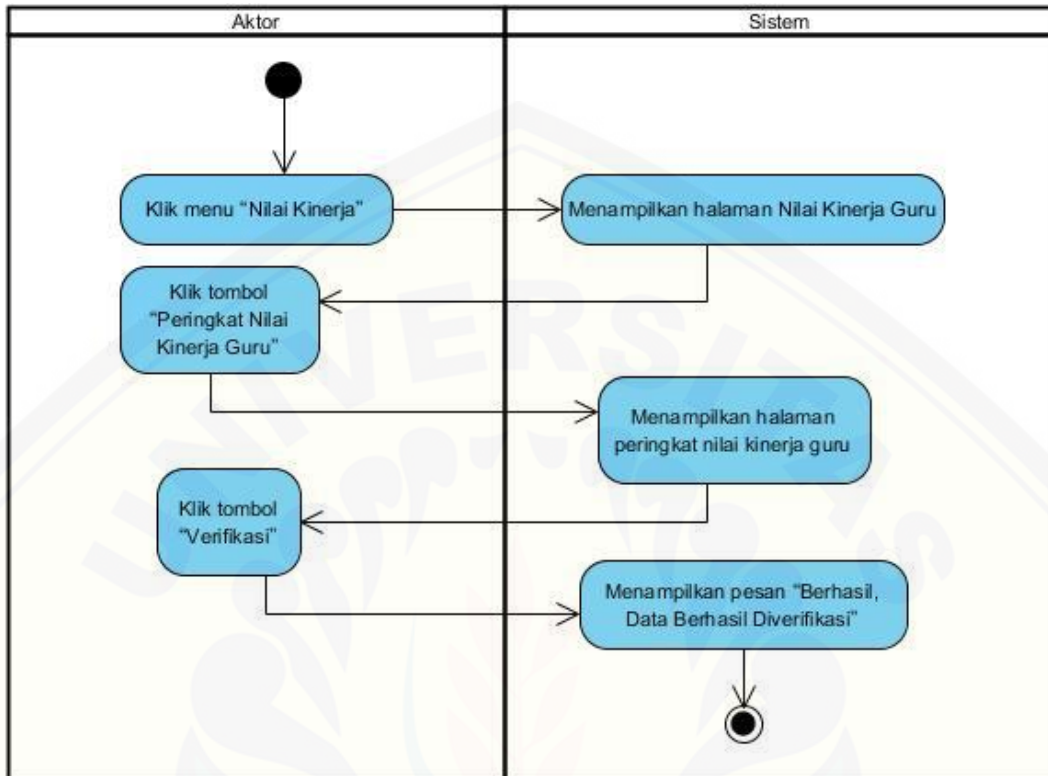 Aktor
Sistem
Klik menu “Nilai Kinerja”
Menampilkan halaman Nilai Kinerja Guru
Klik tombol
“Peringkat Nilai
Kinerja Guru”
Menampilkan halaman
peringkat nilai kinerja guru
Klik tombol
“Verifikasi”
Menampilkan pesan “Berhasil,
Data Berhasil Diverifikasi”
UNIVERSITAS